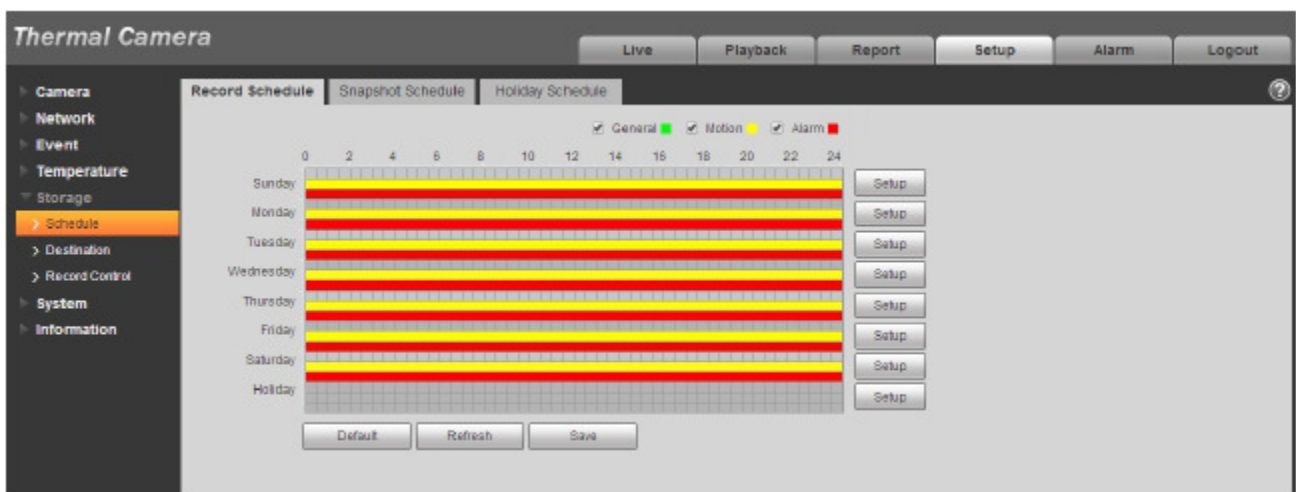 Thermal Camera
Live Playback Report Setup Alarm Logout
Camera
Network
Event
Temperature
Storage
Schedule
Destination
Record Control
System
Information
Record Schedule Snapshot Schedule Holiday Schedule ?
General Motion Alarm
0 2 4 6 8 10 12 14 16 18 20 22 24
Sunday Setup
Monday Setup
Tuesday Setup
Wednesday Setup
Thursday Setup
Friday Setup
Saturday Setup
Holiday Setup
Default Refresh Save